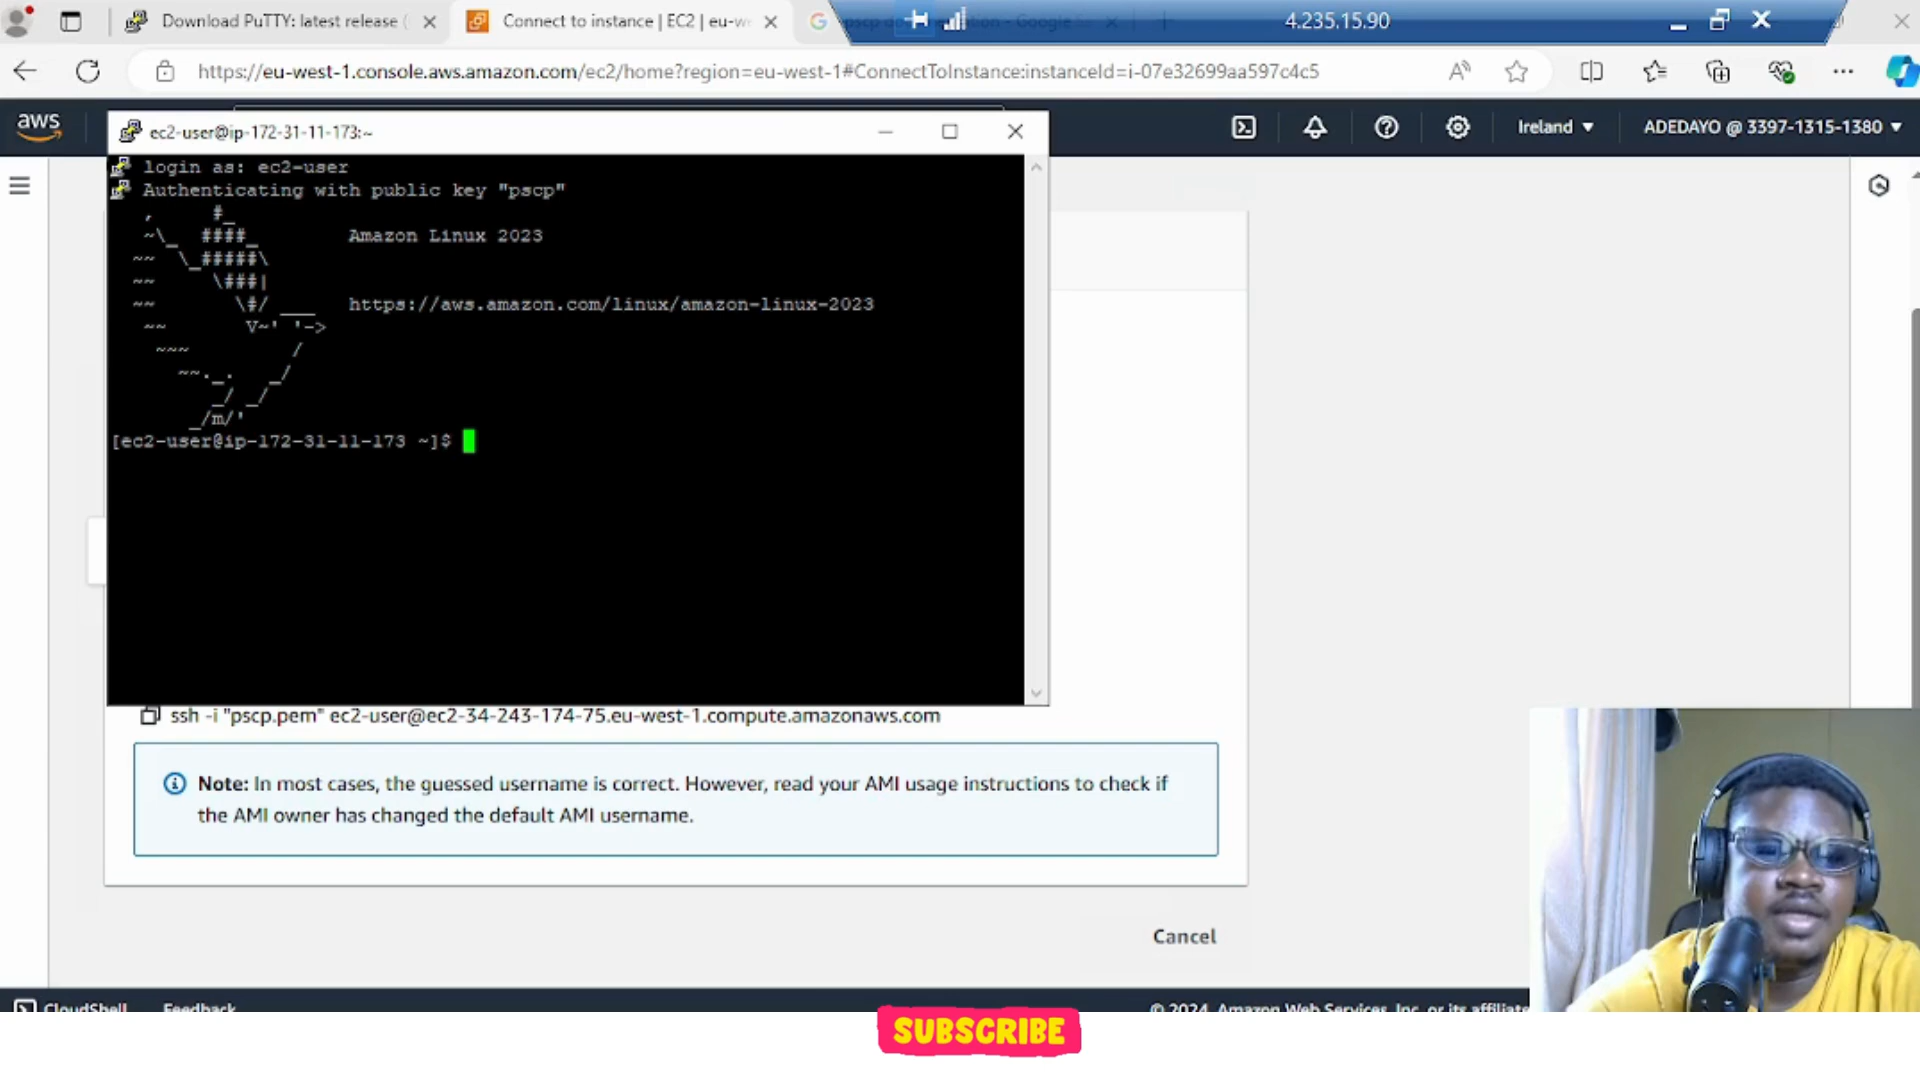 Download PuTTY: latest release (
Connect to instance | EC2 | eu-w
4.235.15.90
https://eu-west-1.console.aws.amazon.com/ec2/home?region=eu-west-1#ConnectToInstance:instanceId=i-07e32699aa597c4c5
aws
Ireland
ADEDAYO @ 3397-1315-1380
ec2-user@ip-172-31-11-173:~
login as: ec2-user
Authenticating with public key "pscp"
,     #_
~\_  ####_        Amazon Linux 2023
~~  \_#####\
~~     \###|
~~       \#/ ___   https://aws.amazon.com/linux/amazon-linux-2023
~~       V~' '->
~~~         /
~~._.   _/
_/ _/
_/m/'
[ec2-user@ip-172-31-11-173 ~]$
ssh -i "pscp.pem" ec2-user@ec2-34-243-174-75.eu-west-1.compute.amazonaws.com
Note: In most cases, the guessed username is correct. However, read your AMI usage instructions to check if
the AMI owner has changed the default AMI username.
Cancel
CloudShell Feedback
© 2024, Amazon Web Services, Inc. or its affiliate
SUBSCRIBE